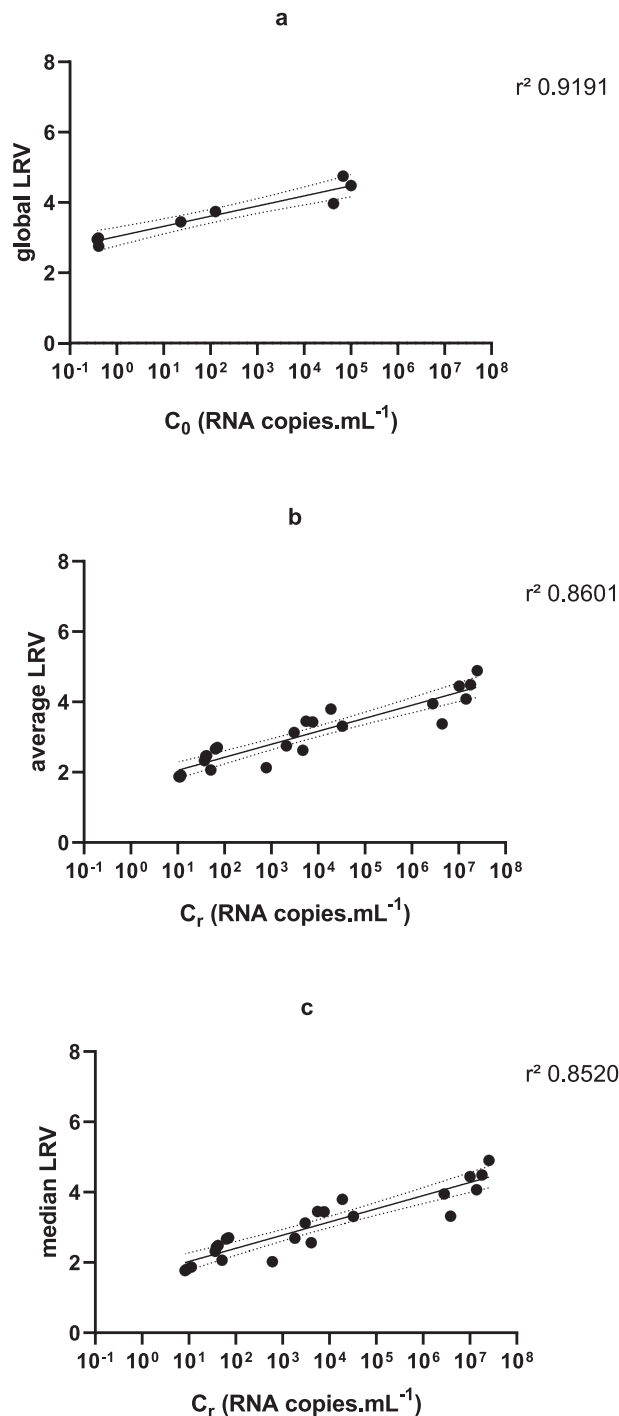 a
r² 0.9191
global LRV
8
6
4
2
0
10⁻¹ 10⁰ 10¹ 10² 10³ 10⁴ 10⁵ 10⁶ 10⁷ 10⁸
C₀ (RNA copies.mL⁻¹)
b
r² 0.8601
average LRV
8
6
4
2
0
10⁻¹ 10⁰ 10¹ 10² 10³ 10⁴ 10⁵ 10⁶ 10⁷ 10⁸
Cᵣ (RNA copies.mL⁻¹)
c
r² 0.8520
median LRV
8
6
4
2
0
10⁻¹ 10⁰ 10¹ 10² 10³ 10⁴ 10⁵ 10⁶ 10⁷ 10⁸
Cᵣ (RNA copies.mL⁻¹)